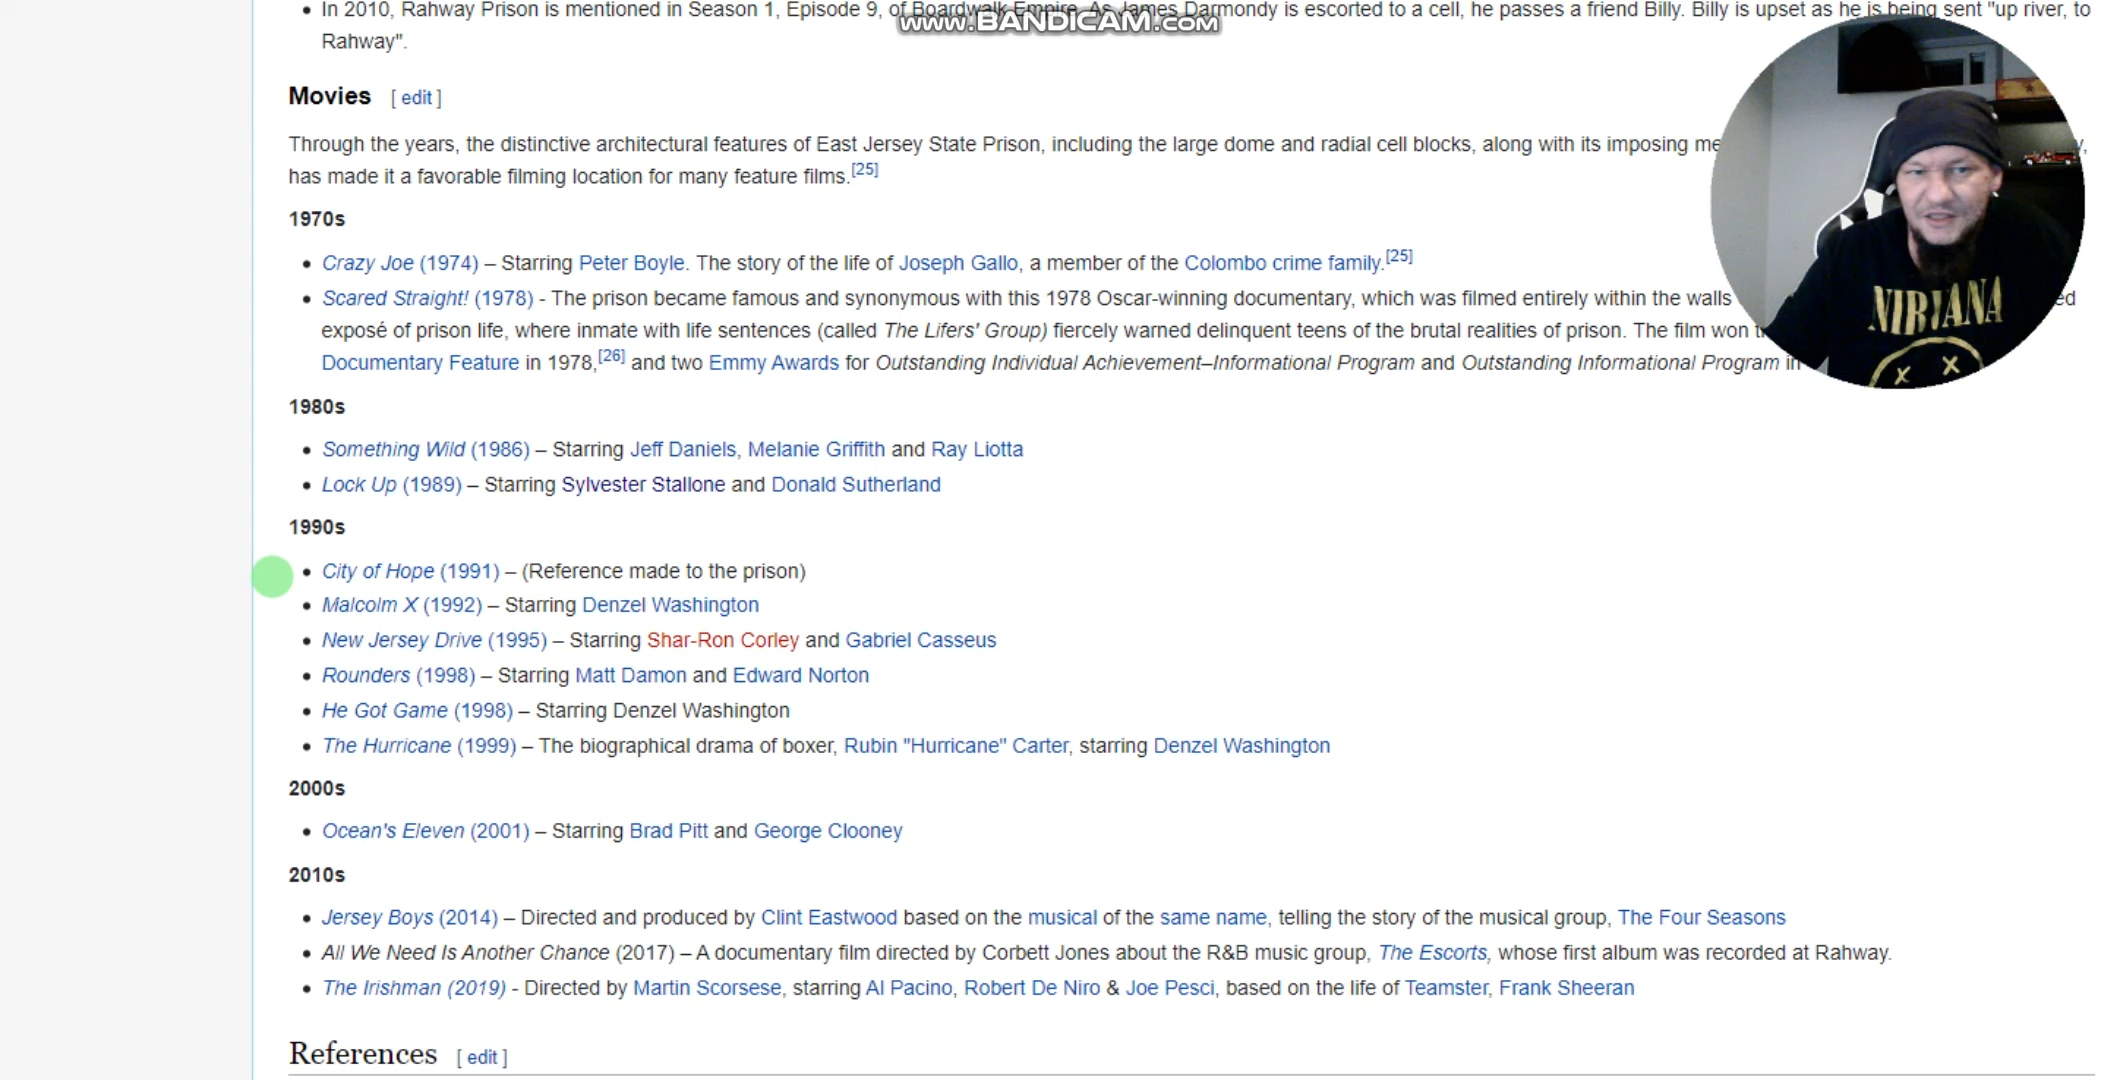 In 2010, Rahway Prison is mentioned in Season 1, Episode 9, of Boardwalk Empire. As James Darmondy is escorted to a cell, he passes a friend Billy. Billy is upset as he is being sent "up river, to
www.BANDICAM.com
Rahway".
Movies [ edit ]
Through the years, the distinctive architectural features of East Jersey State Prison, including the large dome and radial cell blocks, along with its imposing
has made it a favorable filming location for many feature films.[25]
1970s
Crazy Joe (1974) – Starring Peter Boyle. The story of the life of Joseph Gallo, a member of the Colombo crime family.[25]
Scared Straight! (1978) - The prison became famous and synonymous with this 1978 Oscar-winning documentary, which was filmed entirely within the walls
exposé of prison life, where inmate with life sentences (called The Lifers' Group) fiercely warned delinquent teens of the brutal realities of prison. The film won
Documentary Feature in 1978,[26] and two Emmy Awards for Outstanding Individual Achievement–Informational Program and Outstanding Informational Program in
NIRVANA
x x
1980s
Something Wild (1986) – Starring Jeff Daniels, Melanie Griffith and Ray Liotta
Lock Up (1989) – Starring Sylvester Stallone and Donald Sutherland
1990s
City of Hope (1991) – (Reference made to the prison)
Malcolm X (1992) – Starring Denzel Washington
New Jersey Drive (1995) – Starring Shar-Ron Corley and Gabriel Casseus
Rounders (1998) – Starring Matt Damon and Edward Norton
He Got Game (1998) – Starring Denzel Washington
The Hurricane (1999) – The biographical drama of boxer, Rubin "Hurricane" Carter, starring Denzel Washington
2000s
Ocean's Eleven (2001) – Starring Brad Pitt and George Clooney
2010s
Jersey Boys (2014) – Directed and produced by Clint Eastwood based on the musical of the same name, telling the story of the musical group, The Four Seasons
All We Need Is Another Chance (2017) – A documentary film directed by Corbett Jones about the R&B music group, The Escorts, whose first album was recorded at Rahway.
The Irishman (2019) - Directed by Martin Scorsese, starring Al Pacino, Robert De Niro & Joe Pesci, based on the life of Teamster, Frank Sheeran
References [ edit ]